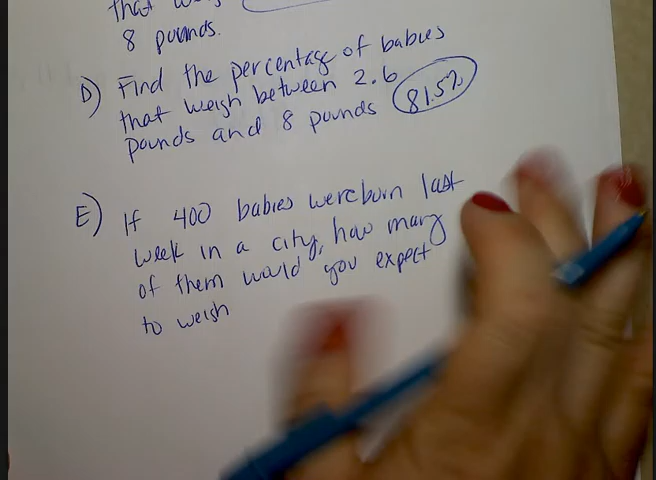 that
8 pounds.
D) Find the percentage of babies
that weigh between 2.6
pounds and 8 pounds 81.5%
E) If 400 babies were born last
week in a city, how many
of them would you expect
to weigh